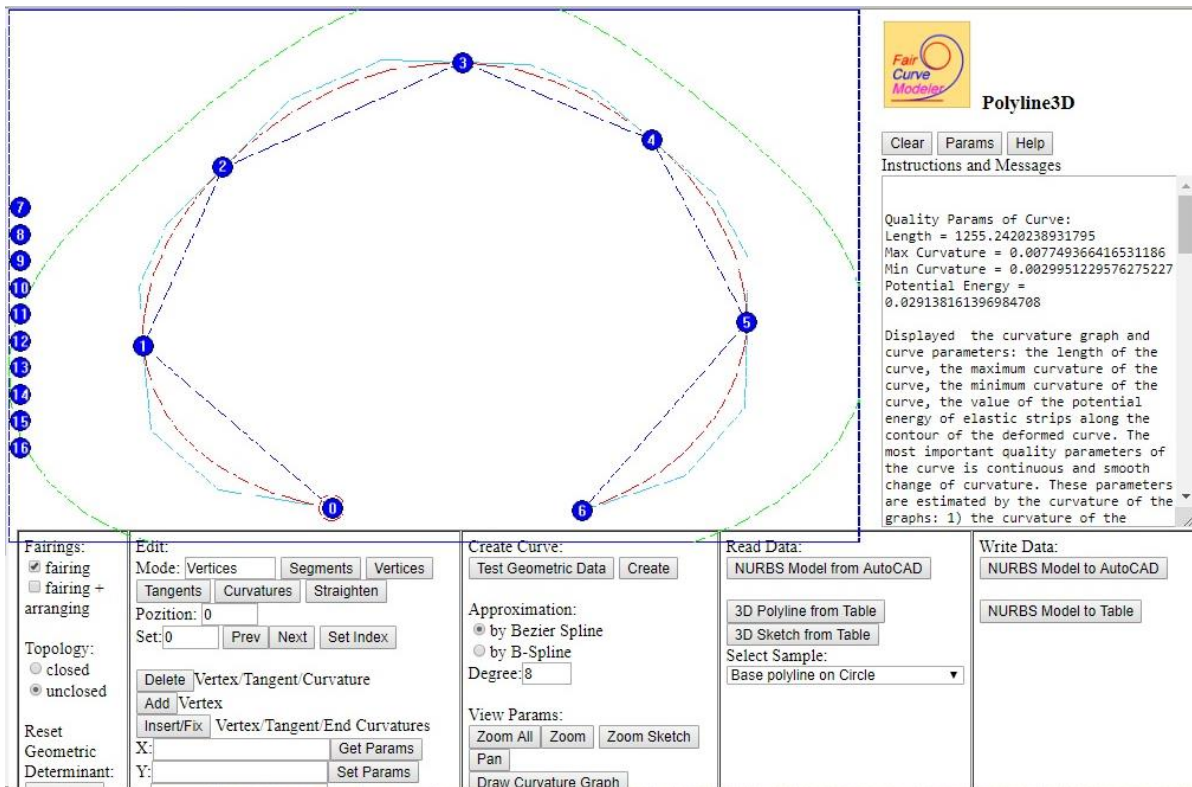 3
4
2
7
8
9
10
11
12
13
14
15
16
5
1
0
6
Fair
Curve
Modeler
Polyline3D
Clear Params Help
Instructions and Messages
Quality Params of Curve:
Length = 1255.2420238931795
Max Curvature = 0.007749366416531186
Min Curvature = 0.0029951229576275227
Potential Energy =
0.029138161396984708
Displayed the curvature graph and
curve parameters: the length of the
curve, the maximum curvature of the
curve, the minimum curvature of the
curve, the value of the potential
energy of elastic strips along the
contour of the deformed curve. The
most important quality parameters of
the curve is continuous and smooth
change of curvature. These parameters
are estimated by the curvature of the
graphs: 1) the curvature of the
Fairings:
fairing
fairing +
arranging
Topology:
closed
unclosed
Reset
Geometric
Determinant:
Edit:
Mode: Vertices Segments Vertices
Tangents Curvatures Straighten
Pozition: 0
Set: 0 Prev Next Set Index
Delete Vertex/Tangent/Curvature
Add Vertex
Insert/Fix Vertex/Tangent/End Curvatures
X: Get Params
Y: Set Params
Create Curve:
Test Geometric Data Create
Approximation:
by Bezier Spline
by B-Spline
Degree: 8
View Params:
Zoom All Zoom Zoom Sketch
Pan
Draw Curvature Graph
Read Data:
NURBS Model from AutoCAD
3D Polyline from Table
3D Sketch from Table
Select Sample:
Base polyline on Circle
Write Data:
NURBS Model to AutoCAD
NURBS Model to Table